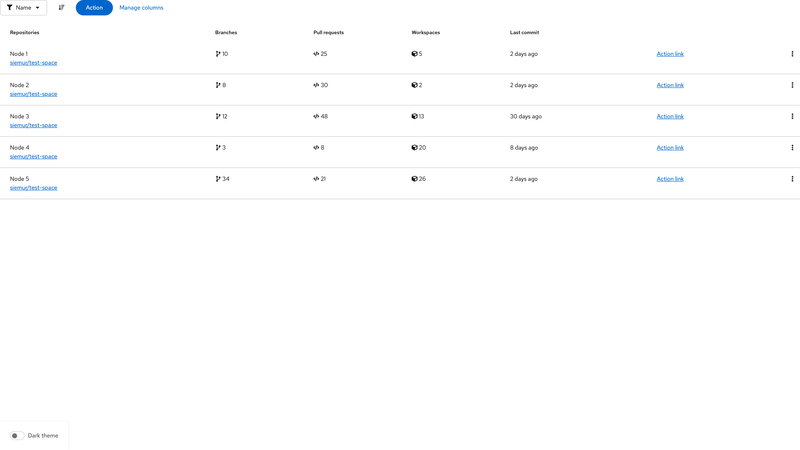 Name Action Manage columns
Repositories Branches Pull requests Workspaces Last commit
Node 1 10 25 5 2 days ago Action link
siemur/test-space
Node 2 8 30 2 2 days ago Action link
siemur/test-space
Node 3 12 48 13 30 days ago Action link
siemur/test-space
Node 4 3 8 20 8 days ago Action link
siemur/test-space
Node 5 34 21 26 2 days ago Action link
siemur/test-space
Dark theme